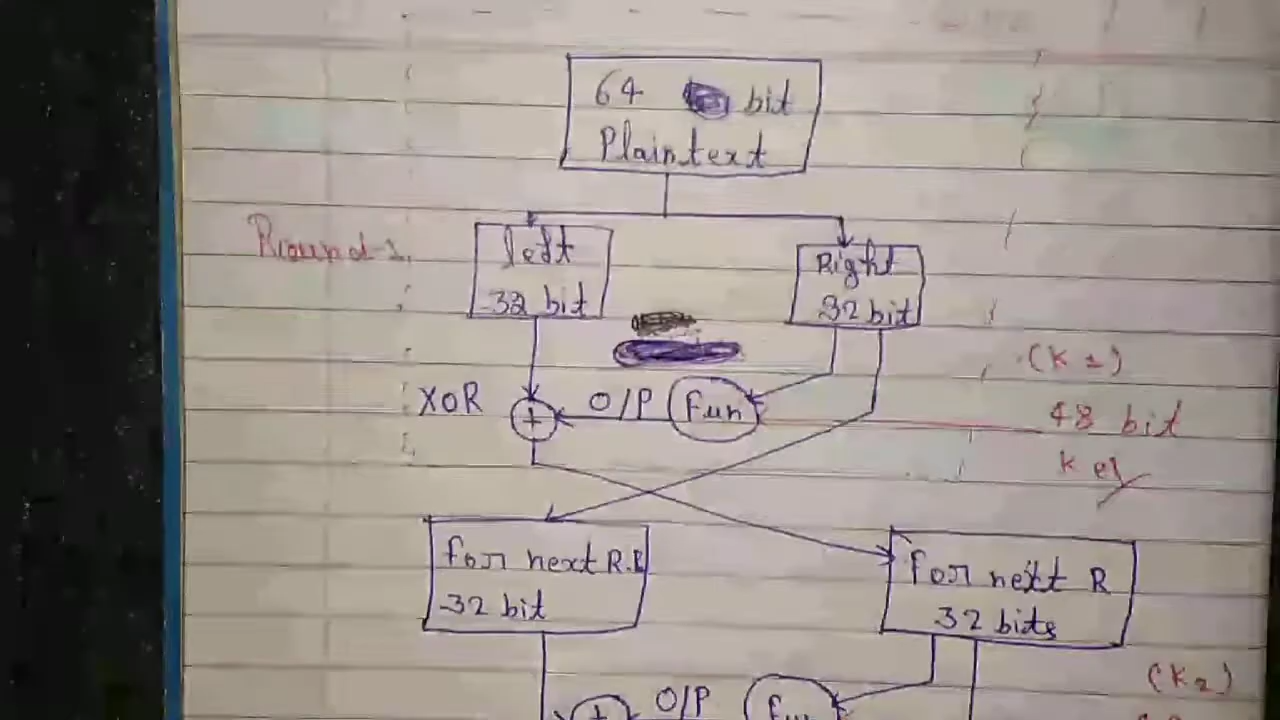 64 bit
Plaintext
Round-1
left
32 bit
Right
32 bit
(K1)
XOR
O/P
Fun
48 bit
key
For next R.L
32 bit
For next R
32 bits
(K2)
O/P
Fun